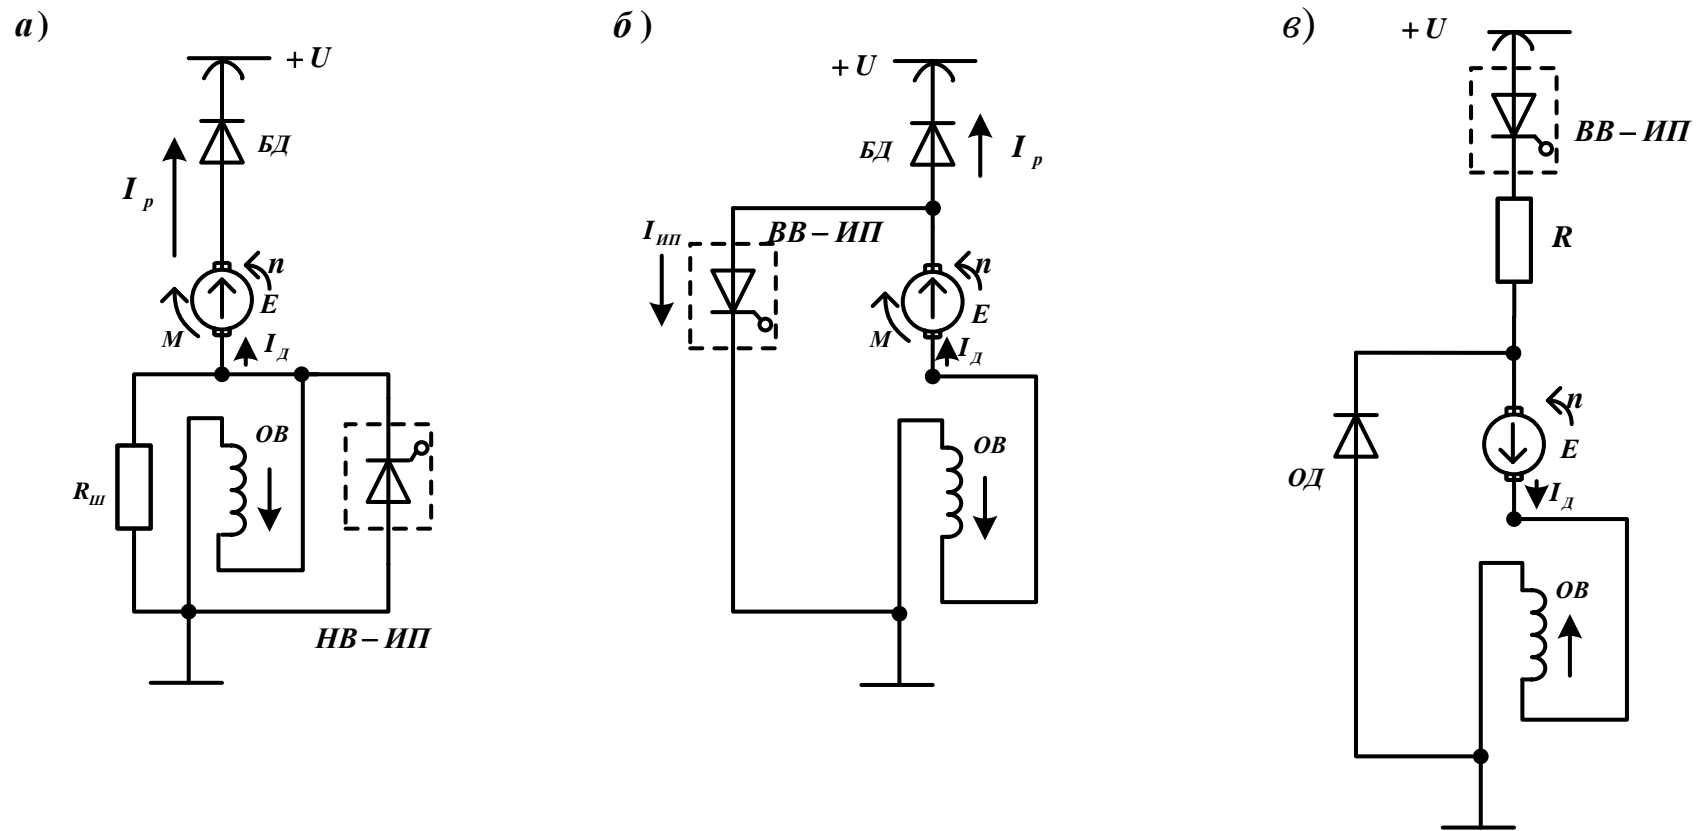 а)
+ U
БД
I р
n
E
М
I Д
ОВ
R Ш
НВ – ИП
б )
+ U
БД
I р
I ИП
ВВ – ИП
n
E
М
I Д
ОВ
в)
+ U
ВВ – ИП
R
n
E
ОД
I Д
ОВ